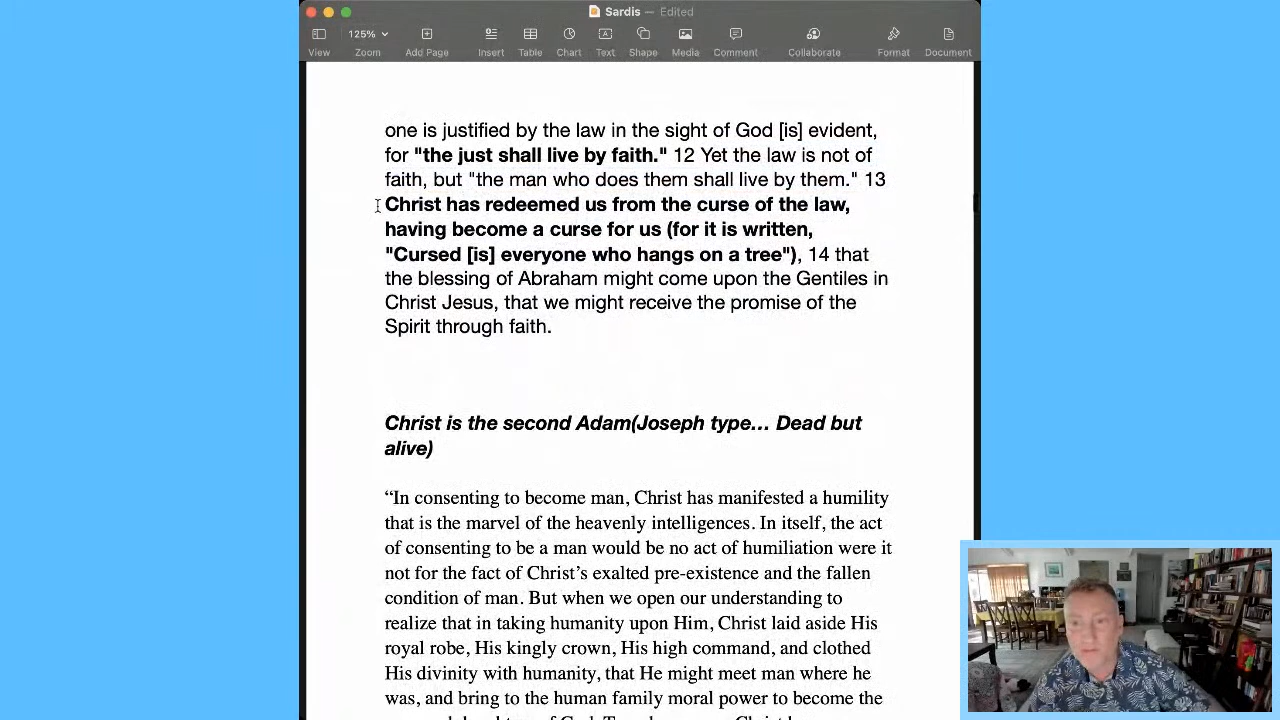 Sardis — Edited
125%
View Zoom Add Page Insert Table Chart Text Shape Media Comment Collaborate Format Document
one is justified by the law in the sight of God [is] evident,
for "the just shall live by faith." 12 Yet the law is not of
faith, but "the man who does them shall live by them." 13
Christ has redeemed us from the curse of the law,
having become a curse for us (for it is written,
"Cursed [is] everyone who hangs on a tree"), 14 that
the blessing of Abraham might come upon the Gentiles in
Christ Jesus, that we might receive the promise of the
Spirit through faith.
Christ is the second Adam(Joseph type… Dead but
alive)
“In consenting to become man, Christ has manifested a humility
that is the marvel of the heavenly intelligences. In itself, the act
of consenting to be a man would be no act of humiliation were it
not for the fact of Christ’s exalted pre-existence and the fallen
condition of man. But when we open our understanding to
realize that in taking humanity upon Him, Christ laid aside His
royal robe, His kingly crown, His high command, and clothed
His divinity with humanity, that He might meet man where he
was, and bring to the human family moral power to become the